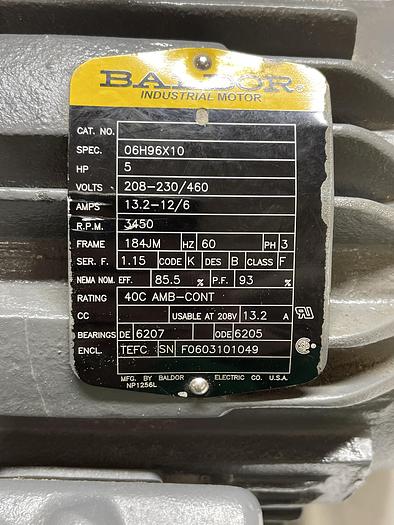 BALDOR®
INDUSTRIAL MOTOR
CAT. NO.
SPEC. 06H96X10
HP 5
VOLTS 208-230/460
AMPS 13.2-12/6
R.P.M. 3450
FRAME 184JM HZ 60 PH 3
SER. F. 1.15 CODE K DES B CLASS F
NEMA NOM. EFF. 85.5 % P.F. 93 %
RATING 40C AMB-CONT
CC USABLE AT 208V 13.2 A
BEARINGS DE 6207 ODE 6205
ENCL. TEFC SN F0603101049
MFG. BY BALDOR ELECTRIC CO. U.S.A.
NP1256L